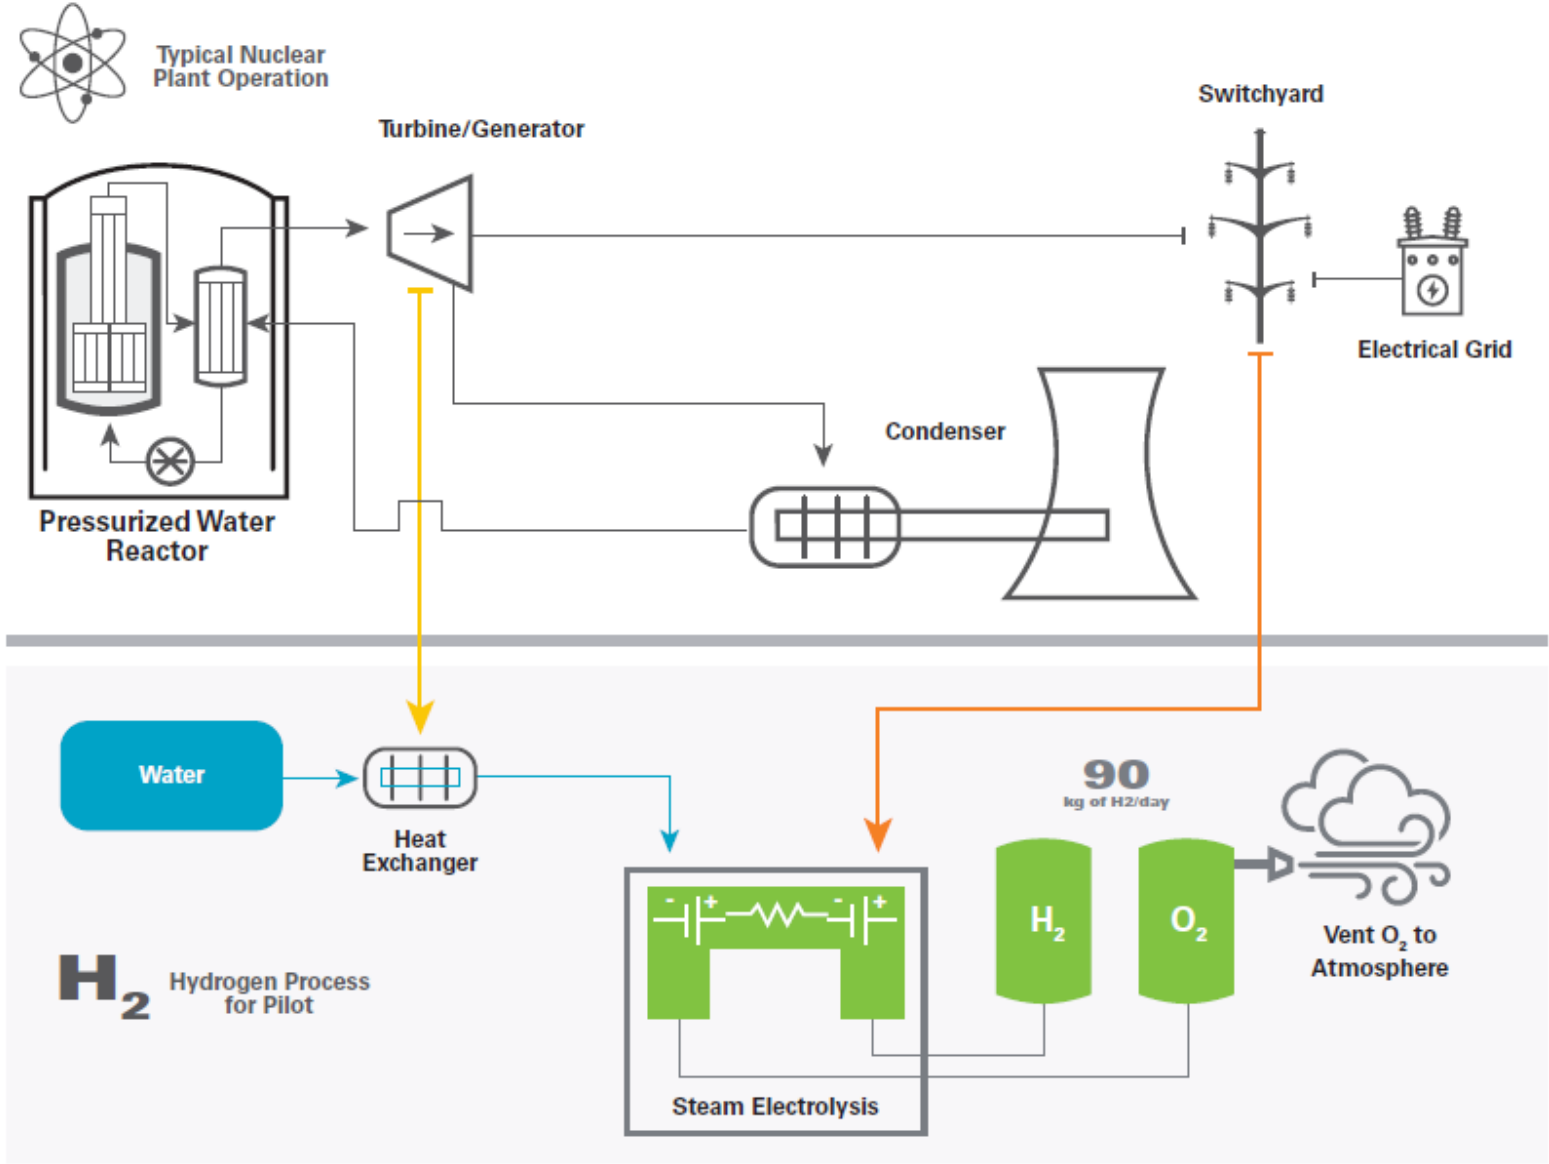 Typical Nuclear
Plant Operation
Switchyard
Turbine/Generator
Electrical Grid
Condenser
Pressurized Water
Reactor
Water
90
kg of H2/day
Heat
Exchanger
- + - +
H₂
O₂
Vent O₂ to
Atmosphere
H₂
Hydrogen Process
for Pilot
Steam Electrolysis